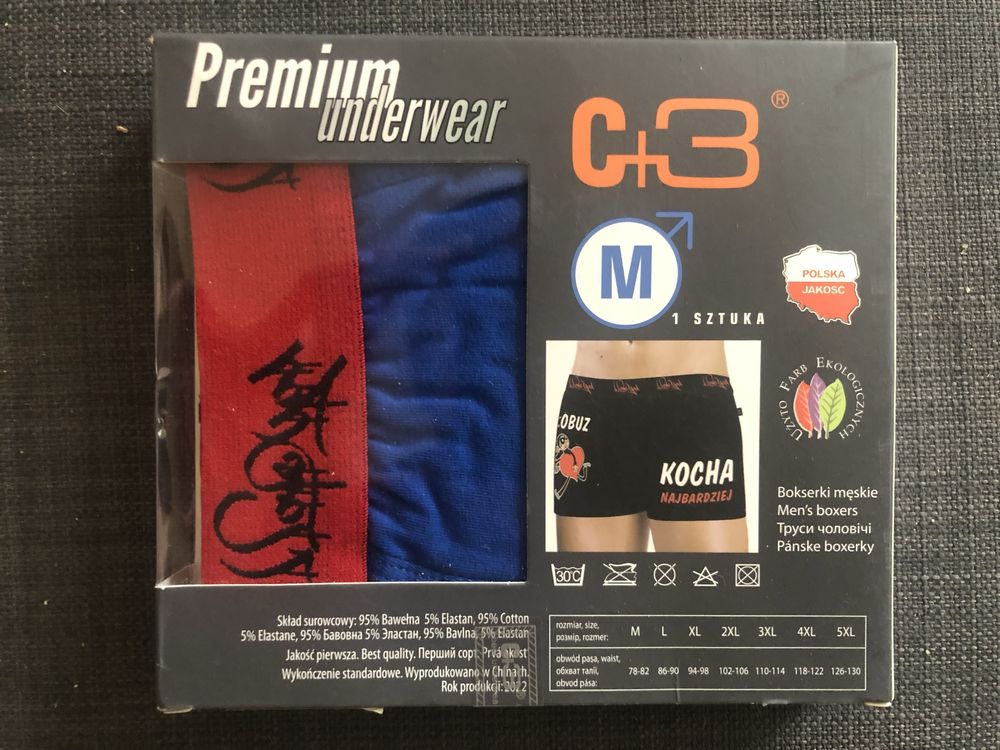 Premium
underwear
C+3®
M
1 SZTUKA
POLSKA
JAKOŚĆ
UŻYTO FARB EKOLOGICZNYCH
ŁOBUZ
KOCHA
NAJBARDZIEJ
Bokserki męskie
Men's boxers
Труси чоловічі
Pánske boxerky
30°C
Skład surowcowy: 95% Bawełna 5% Elastan, 95% Cotton
5% Elastane, 95% Бавовна 5% Эластан, 95% Bavlna, 5% Elastan
Jakość pierwsza. Best quality. Перший сорт. Prvá akost
Wykończenie standardowe. Wyprodukowano w Chinach.
Rok produkcji: 2022
rozmiar, size, розмір, rozmer: M L XL 2XL 3XL 4XL 5XL
obwód pasa, waist, обхват талії, obvod pása: 78-82 86-90 94-98 102-106 110-114 118-122 126-130